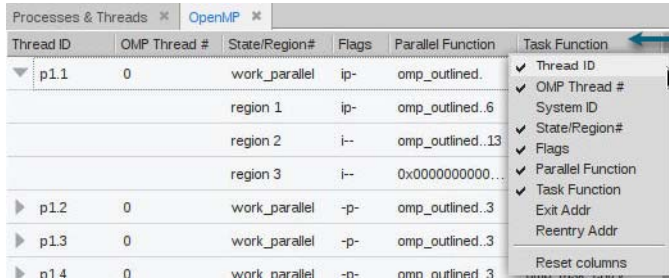 Processes & Threads OpenMP
Thread ID OMP Thread # State/Region# Flags Parallel Function Task Function
p1.1 0 work_parallel ip- omp_outlined.
region 1 ip- omp_outlined..6
region 2 i-- omp_outlined..13
region 3 i-- 0x0000000000...
p1.2 0 work_parallel -p- omp_outlined..3
p1.3 0 work_parallel -p- omp_outlined..3
p1.4 0 work_parallel -p- omp_outlined..3
Thread ID
OMP Thread #
System ID
State/Region#
Flags
Parallel Function
Task Function
Exit Addr
Reentry Addr
Reset columns